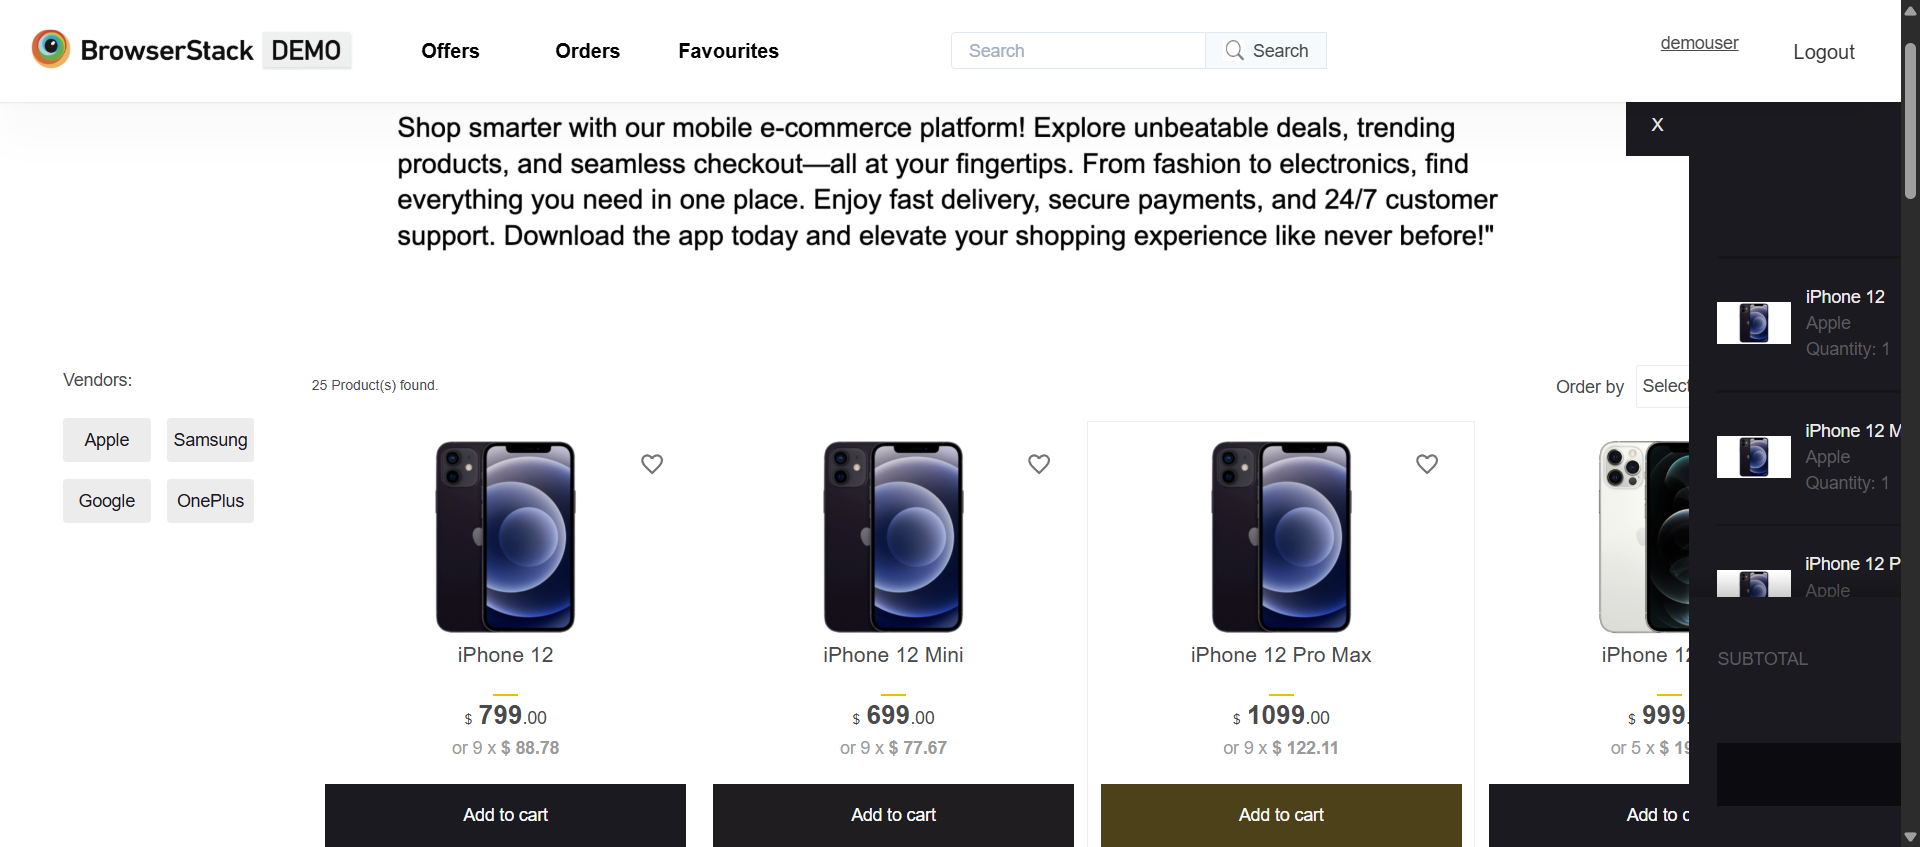 BrowserStack DEMO
Offers
Orders
Favourites
Search
Search
demouser
Logout
Shop smarter with our mobile e-commerce platform! Explore unbeatable deals, trending
products, and seamless checkout—all at your fingertips. From fashion to electronics, find
everything you need in one place. Enjoy fast delivery, secure payments, and 24/7 customer
support. Download the app today and elevate your shopping experience like never before!"
X
iPhone 12
Apple
Quantity: 1
iPhone 12 M
Apple
Quantity: 1
iPhone 12 P
Apple
SUBTOTAL
Vendors:
Apple
Samsung
Google
OnePlus
25 Product(s) found.
Order by
Select
iPhone 12
$ 799.00
or 9 x $ 88.78
Add to cart
iPhone 12 Mini
$ 699.00
or 9 x $ 77.67
Add to cart
iPhone 12 Pro Max
$ 1099.00
or 9 x $ 122.11
Add to cart
iPhone 12
$ 999.
or 5 x $ 19
Add to c